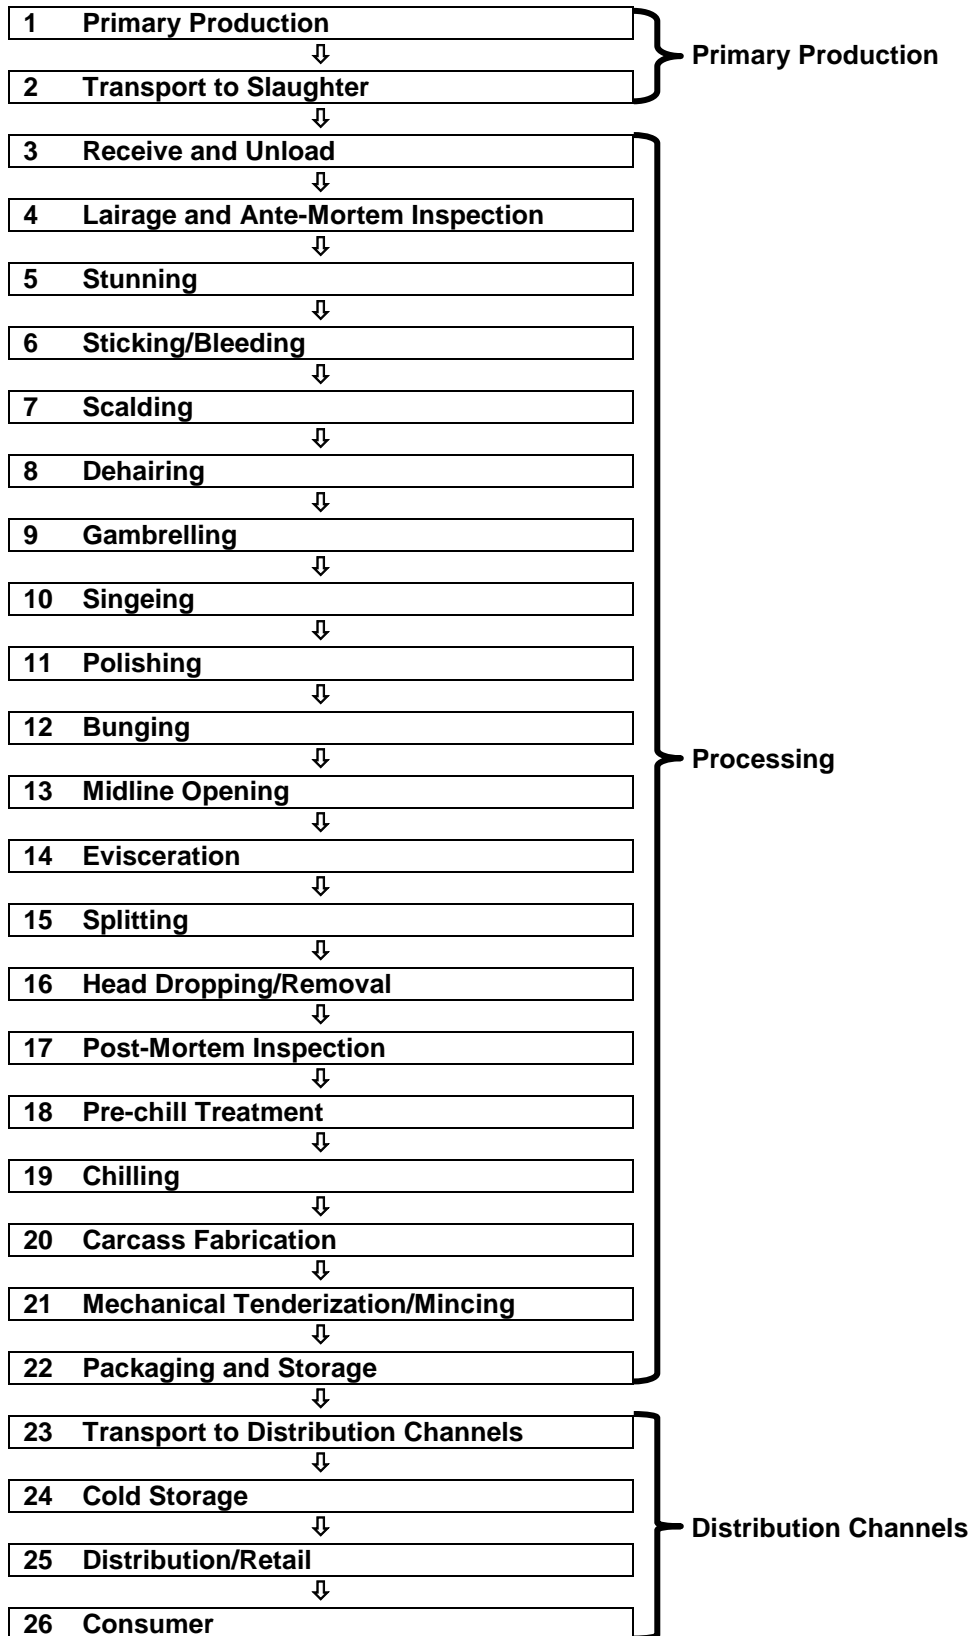 1 Primary Production
Primary Production
2 Transport to Slaughter
3 Receive and Unload
4 Lairage and Ante-Mortem Inspection
5 Stunning
6 Sticking/Bleeding
7 Scalding
8 Dehairing
9 Gambrelling
10 Singeing
11 Polishing
12 Bunging
Processing
13 Midline Opening
14 Evisceration
15 Splitting
16 Head Dropping/Removal
17 Post-Mortem Inspection
18 Pre-chill Treatment
19 Chilling
20 Carcass Fabrication
21 Mechanical Tenderization/Mincing
22 Packaging and Storage
23 Transport to Distribution Channels
24 Cold Storage
Distribution Channels
25 Distribution/Retail
26 Consumer